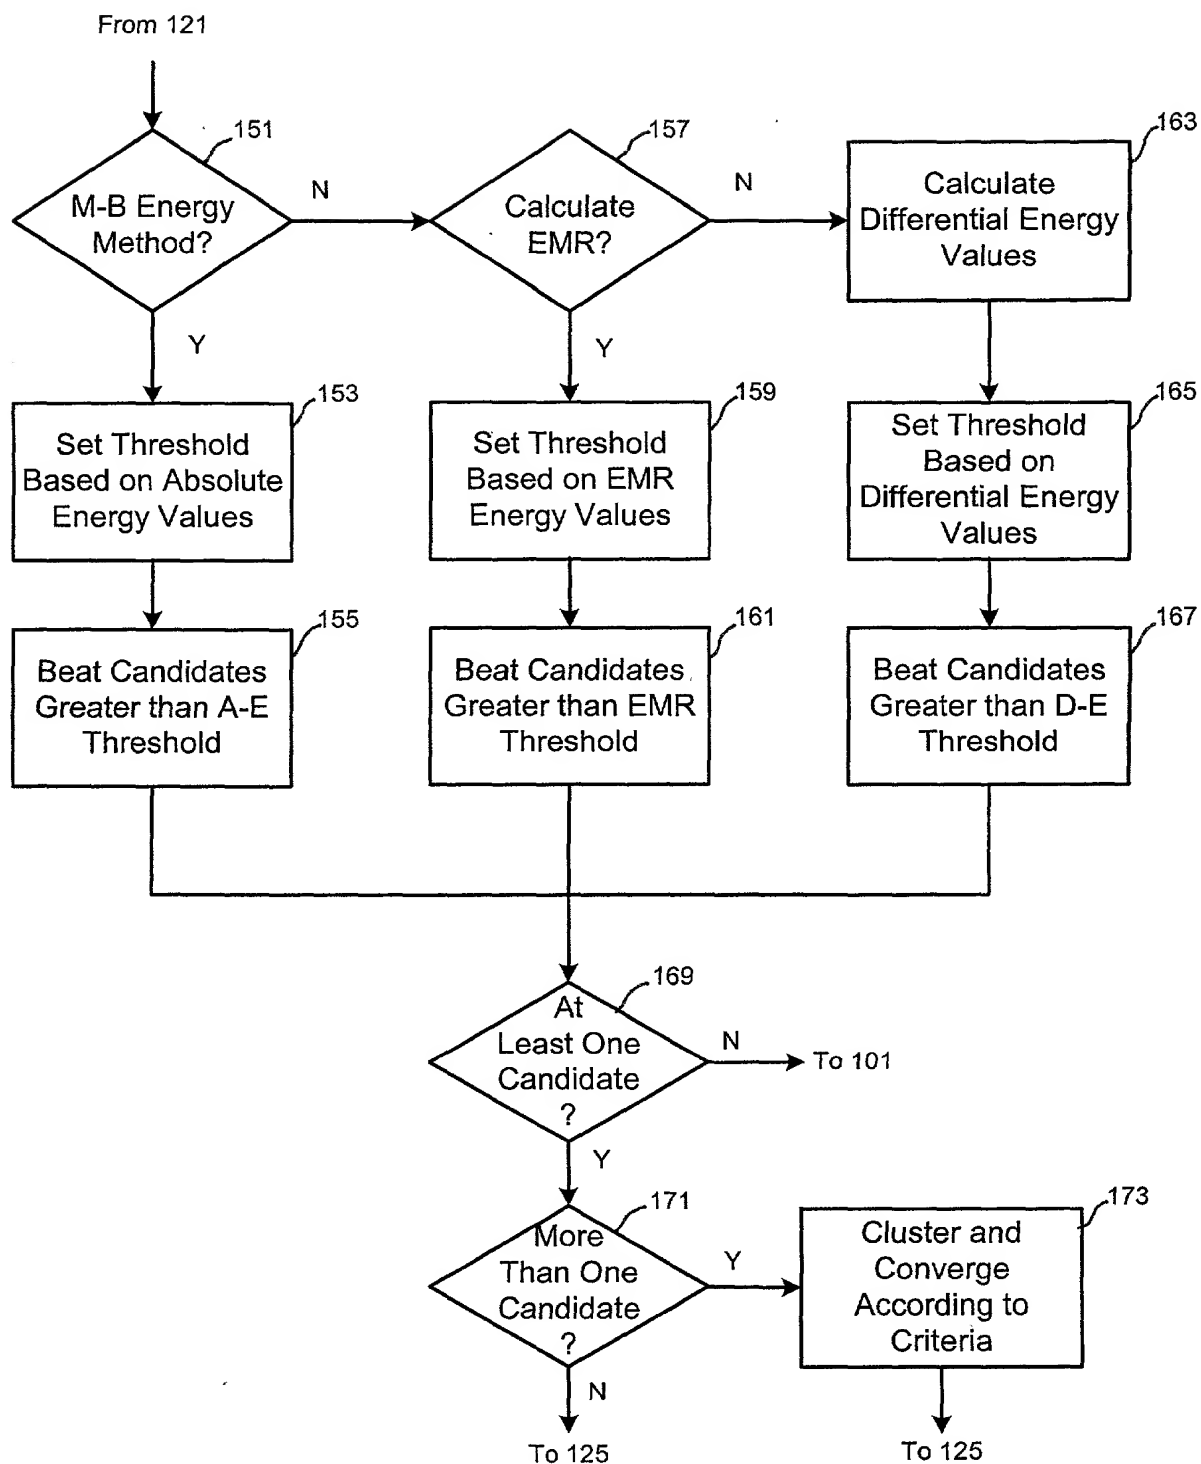 From 121
151
M-B Energy
Method?
N
Y
157
Calculate
EMR?
N
Y
163
Calculate
Differential Energy
Values
153
Set Threshold
Based on Absolute
Energy Values
159
Set Threshold
Based on EMR
Energy Values
165
Set Threshold
Based on
Differential Energy
Values
155
Beat Candidates
Greater than A-E
Threshold
161
Beat Candidates
Greater than EMR
Threshold
167
Beat Candidates
Greater than D-E
Threshold
169
At
Least One
Candidate
?
N
To 101
Y
171
More
Than One
Candidate
?
Y
N
To 125
173
Cluster and
Converge
According to
Criteria
To 125